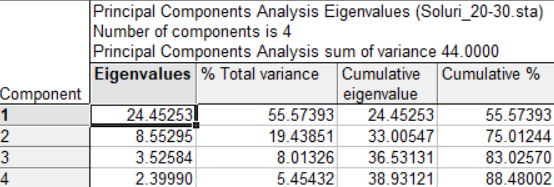 Principal Components Analysis Eigenvalues (Soluri_20-30.sta)
Number of components is 4
Principal Components Analysis sum of variance 44.0000
Component Eigenvalues % Total variance Cumulative eigenvalue Cumulative %
1 24.45253 55.57393 24.45253 55.57393
2 8.55295 19.43851 33.00547 75.01244
3 3.52584 8.01326 36.53131 83.02570
4 2.39990 5.45432 38.93121 88.48002